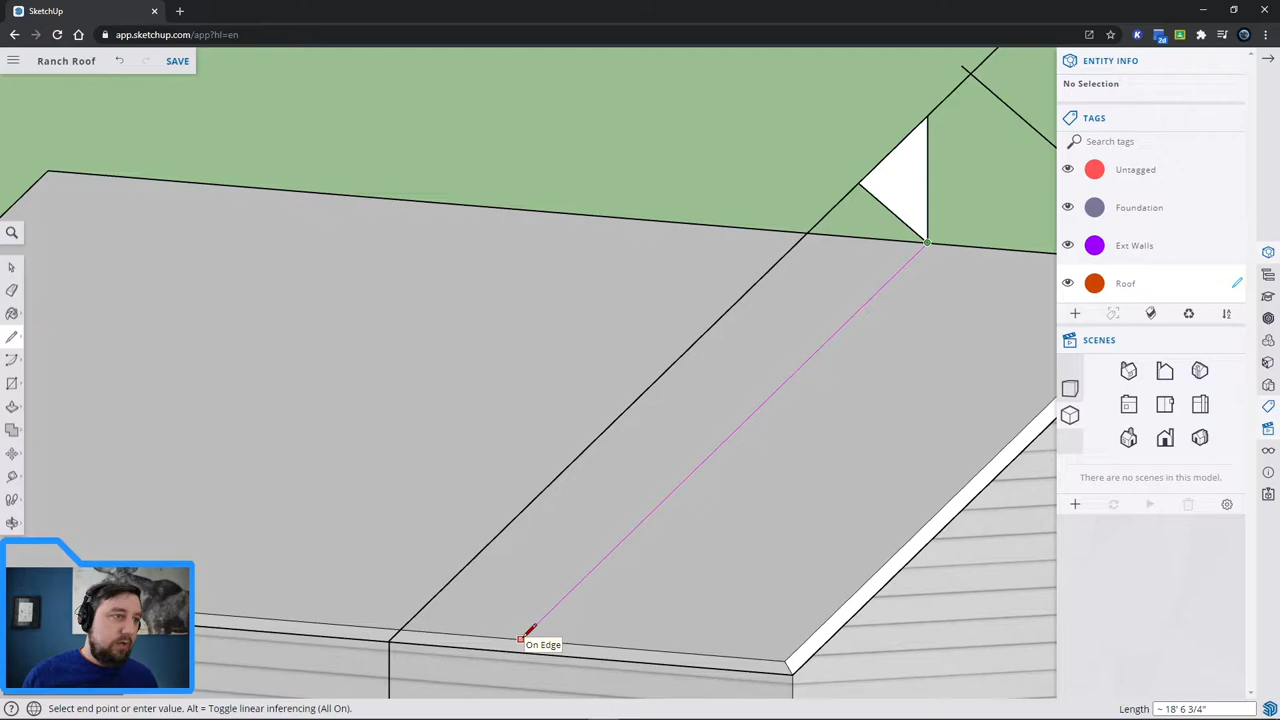 SketchUp
app.sketchup.com/app?hl=en
2d
Ranch Roof
SAVE
ENTITY INFO
No Selection
TAGS
Search tags
Untagged
Foundation
Ext Walls
Roof
SCENES
There are no scenes in this model.
On Edge
Select end point or enter value. Alt = Toggle linear inferencing (All On).
Length
~ 18' 6 3/4"